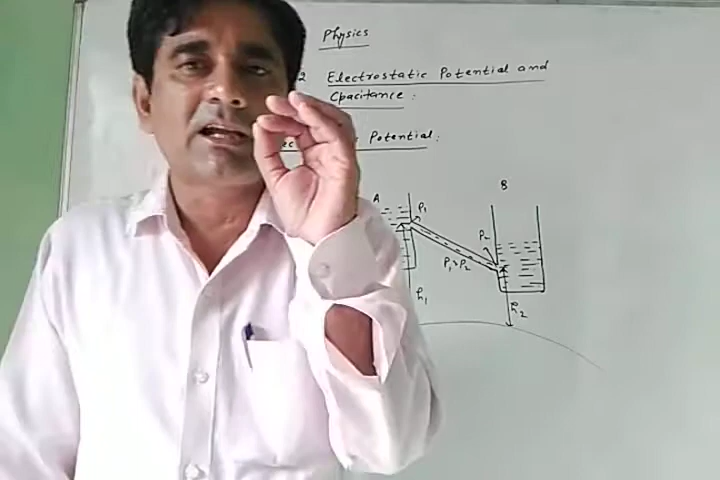 Physics
2 Electrostatic Potential and
Cpacitance :
Potential :
A
B
P₁
P₂
P₁>P₂
h₁
h₂